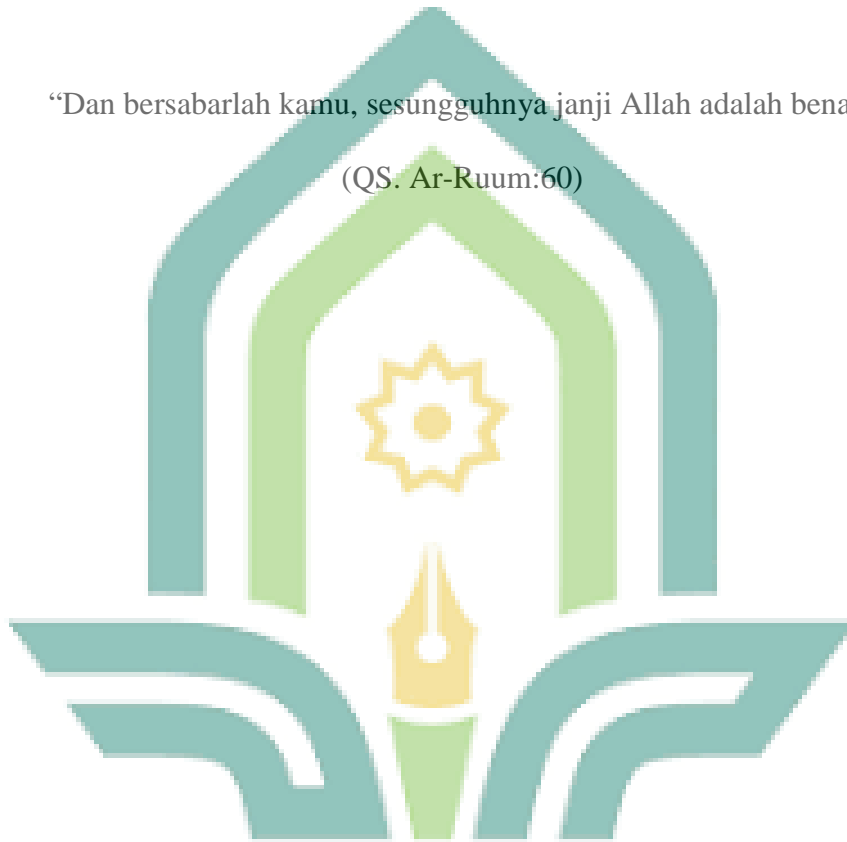 “Dan bersabarlah kamu, sesungguhnya janji Allah adalah bena
(QS. Ar-Ruum:60)